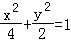 x²/4 + y²/2 = 1